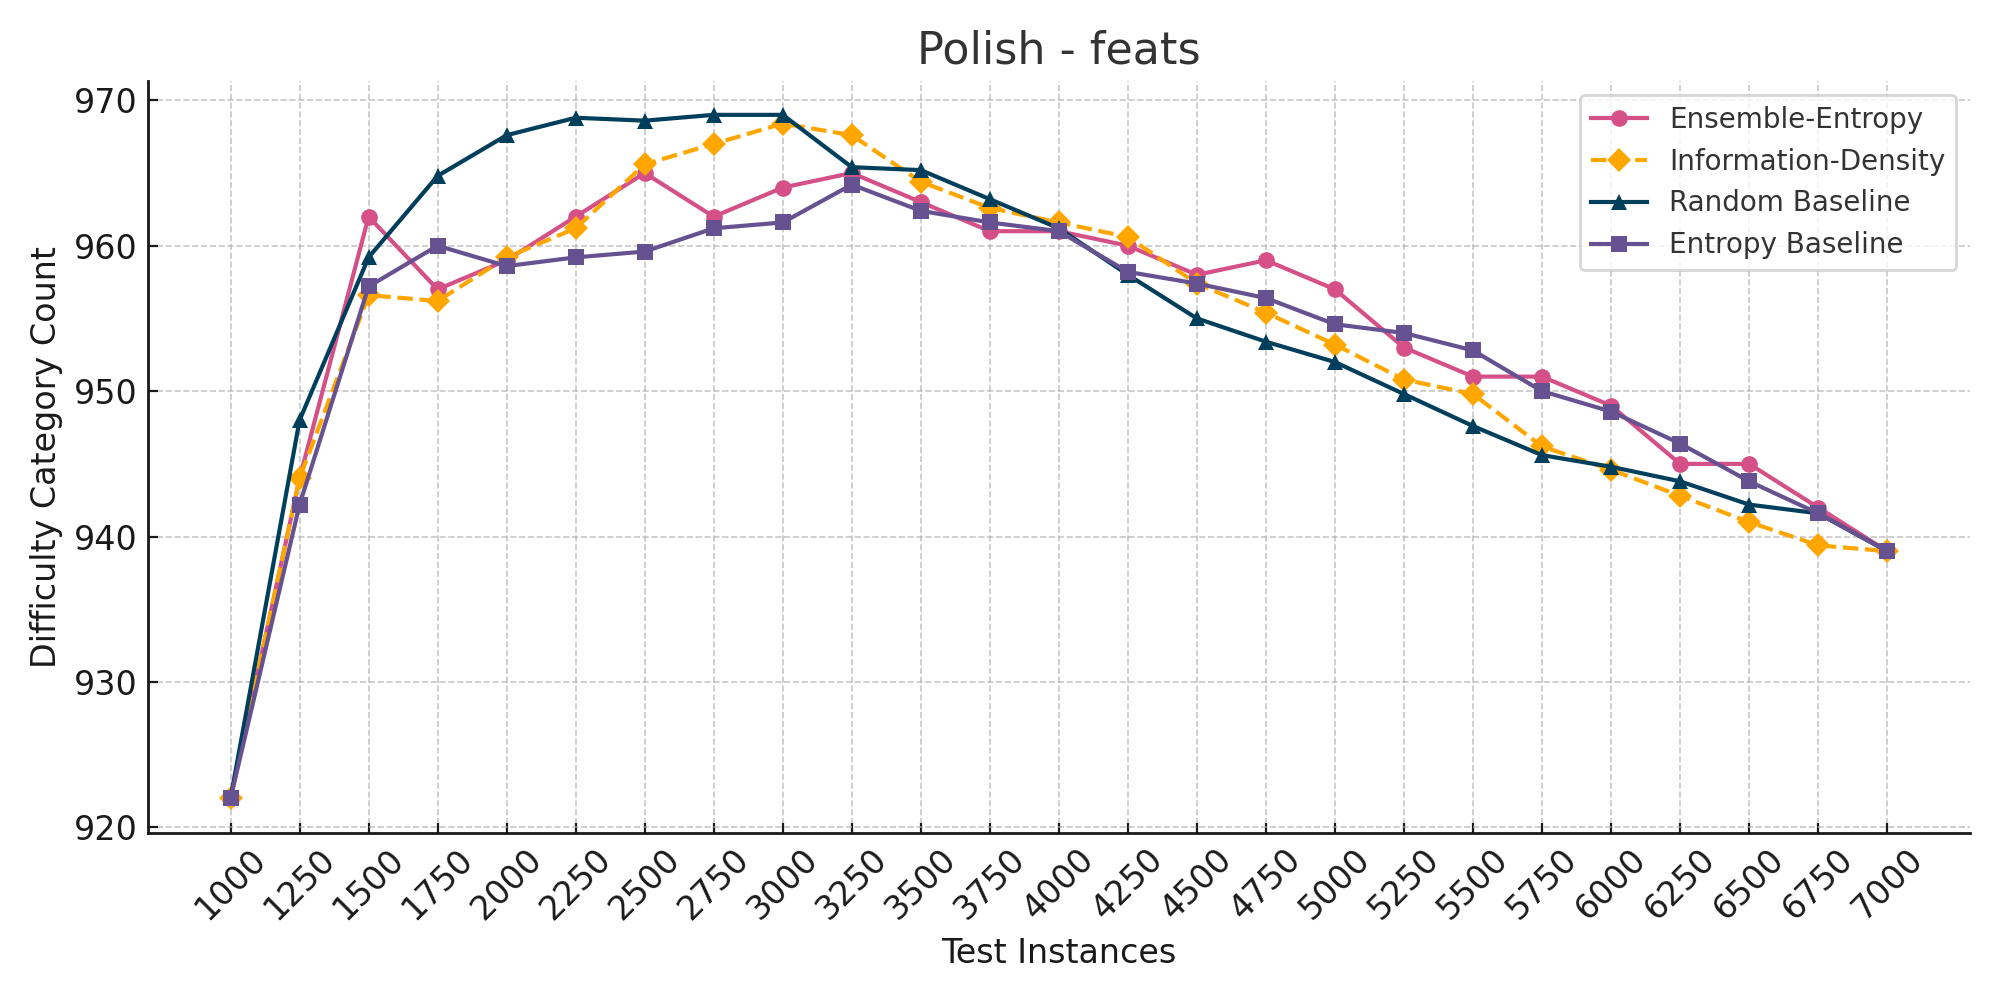 Polish - feats
Difficulty Category Count
970
960
950
940
930
920
Ensemble-Entropy
Information-Density
Random Baseline
Entropy Baseline
1000 1250 1500 1750 2000 2250 2500 2750 3000 3250 3500 3750 4000 4250 4500 4750 5000 5250 5500 5750 6000 6250 6500 6750 7000
Test Instances